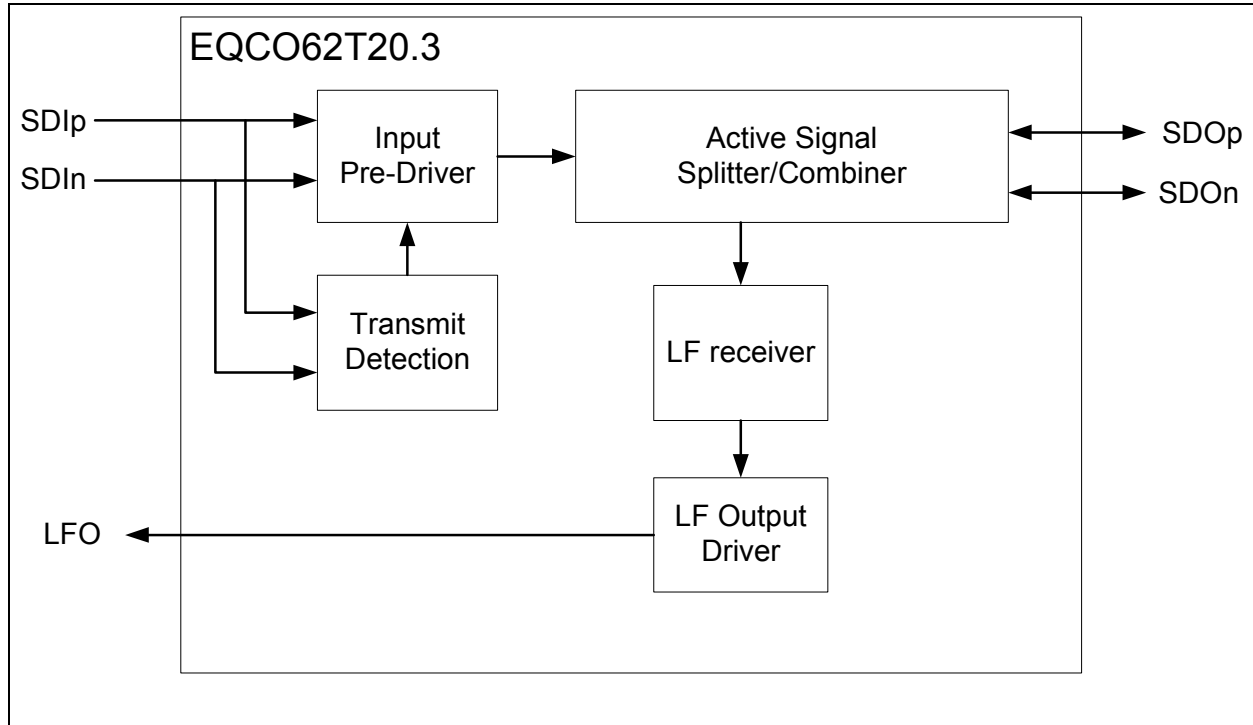 EQCO62T20.3
SDIp
SDIn
Input
Pre-Driver
Active Signal
Splitter/Combiner
SDOp
SDOn
Transmit
Detection
LF receiver
LFO
LF Output
Driver